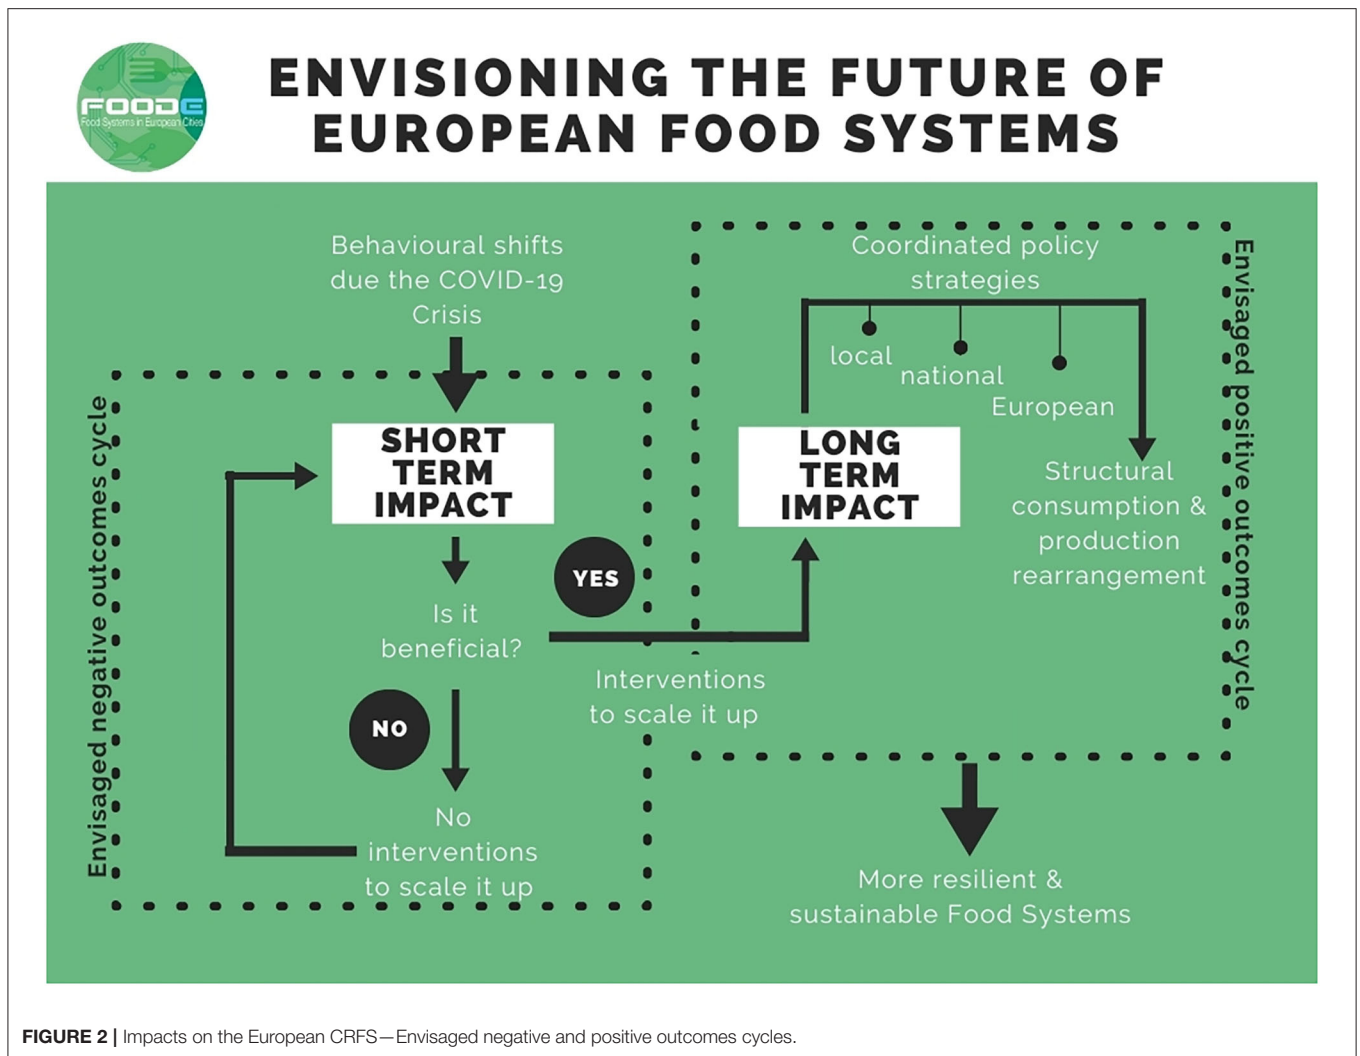 FOODE
Food Systems in European Cities
ENVISIONING THE FUTURE OF
EUROPEAN FOOD SYSTEMS
Behavioural shifts
due the COVID-19
Crisis
Envisaged negative outcomes cycle
SHORT
TERM
IMPACT
Is it
beneficial?
YES
NO
No
interventions
to scale it up
Interventions
to scale it up
Coordinated policy
strategies
local
national
European
LONG
TERM
IMPACT
Structural
consumption &
production
rearrangement
Envisaged positive outcomes cycle
More resilient &
sustainable Food Systems
FIGURE 2 | Impacts on the European CRFS—Envisaged negative and positive outcomes cycles.